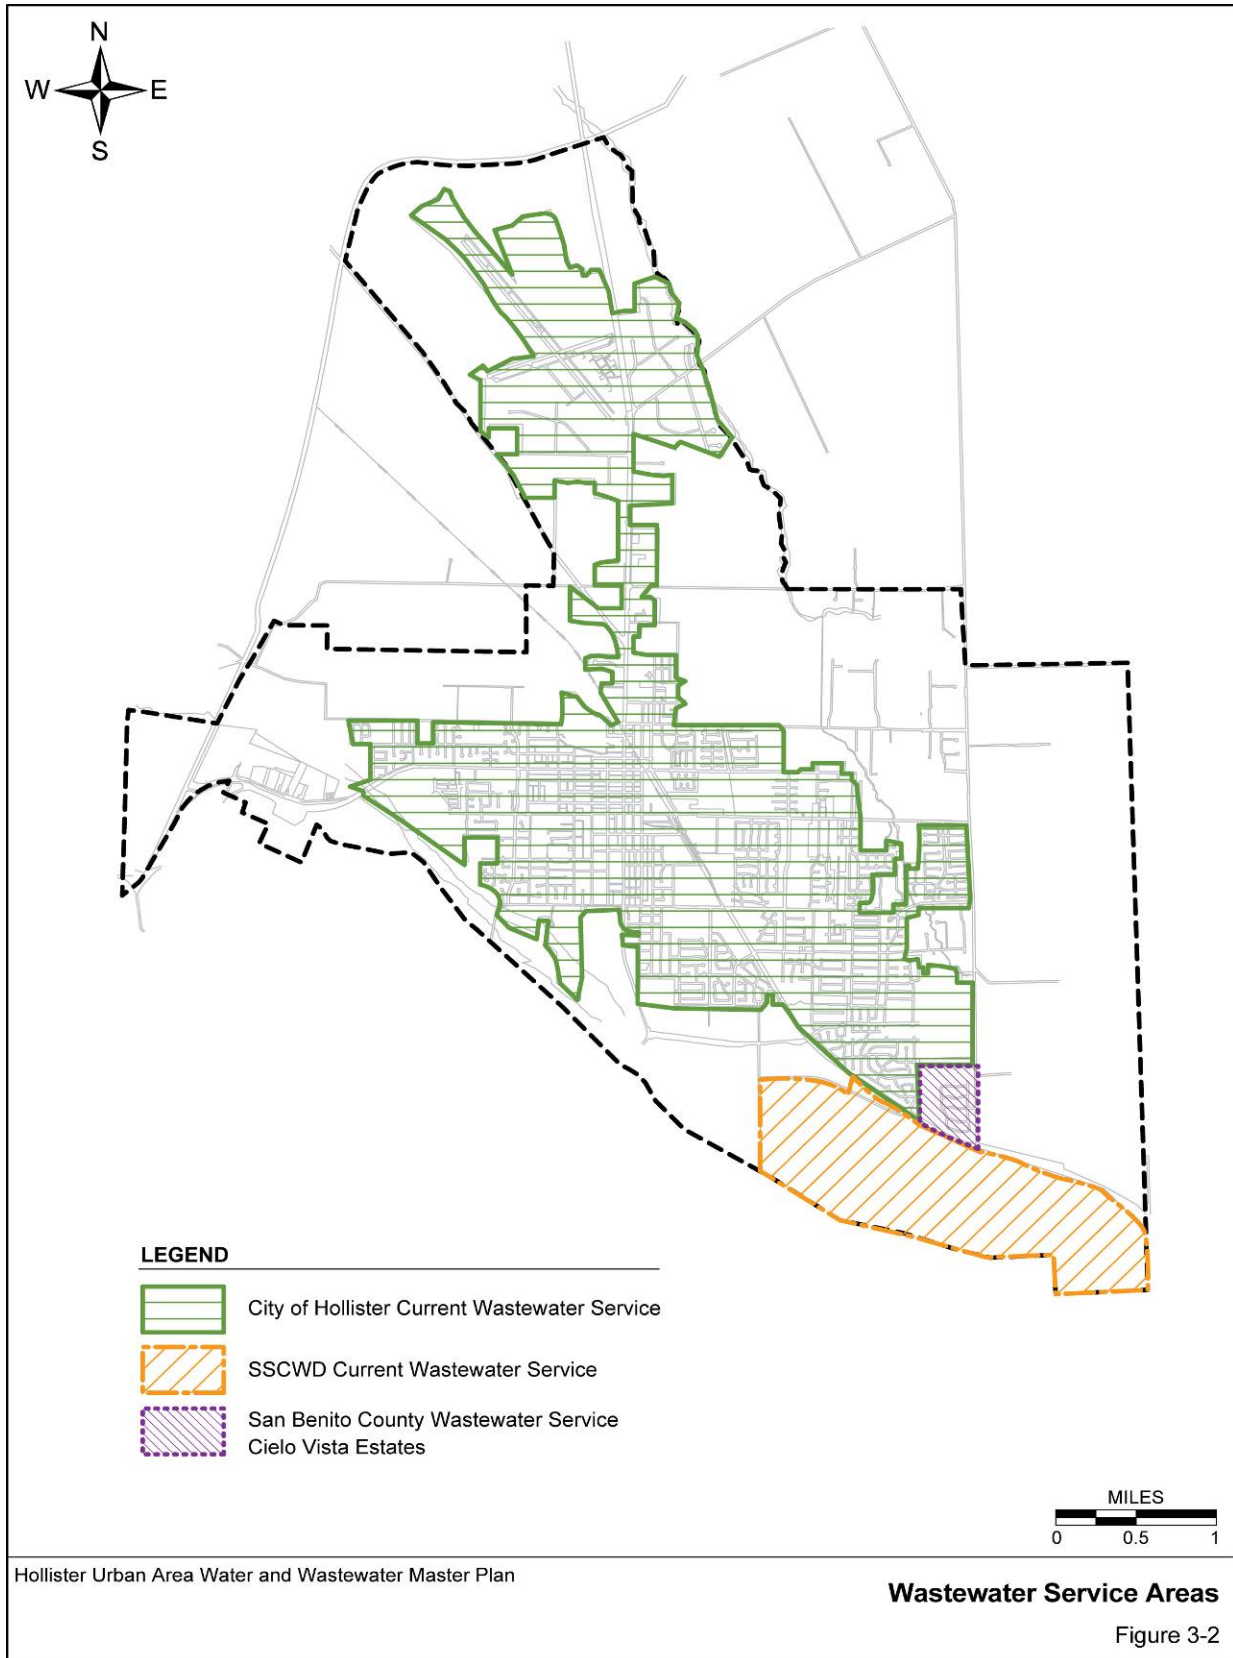 N
W E
S
LEGEND
City of Hollister Current Wastewater Service
SSCWD Current Wastewater Service
San Benito County Wastewater Service
Cielo Vista Estates
MILES
0 0.5 1
Hollister Urban Area Water and Wastewater Master Plan
Wastewater Service Areas
Figure 3-2